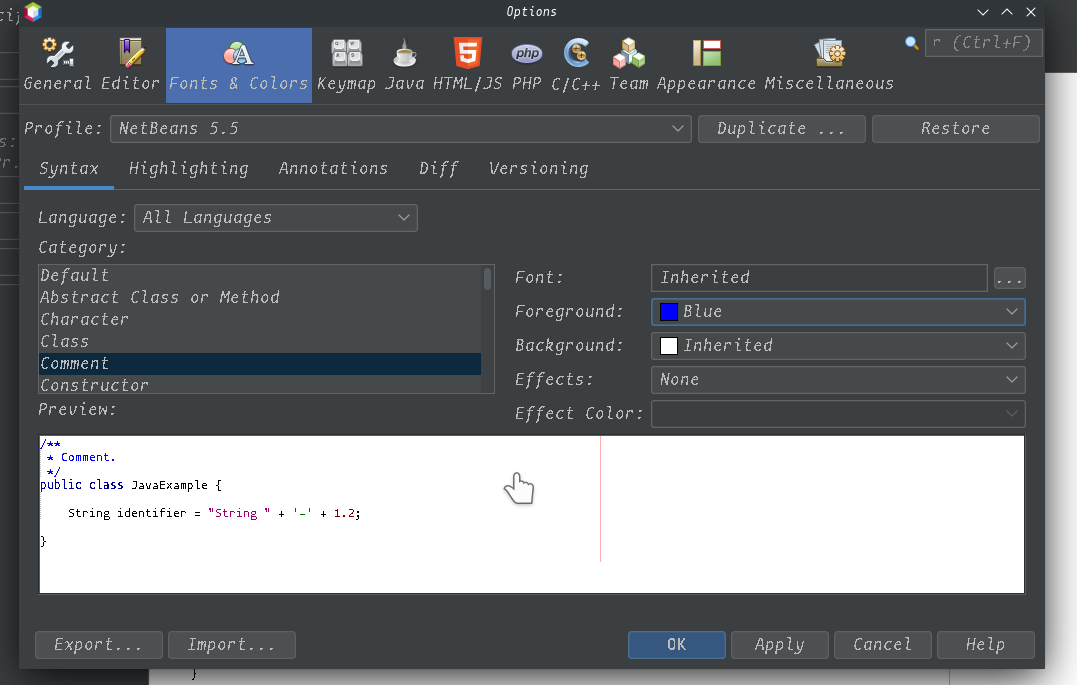 Options
General Editor Fonts & Colors Keymap Java HTML/JS PHP C/C++ Team Appearance Miscellaneous
r (Ctrl+F)
Profile: NetBeans 5.5 Duplicate ... Restore
Syntax Highlighting Annotations Diff Versioning
Language: All Languages
Category:
Default
Abstract Class or Method
Character
Class
Comment
Constructor
Font: Inherited ...
Foreground: Blue
Background: Inherited
Effects: None
Effect Color:
Preview:
/**
* Comment.
*/
public class JavaExample {
String identifier = "String " + '-' + 1.2;
}
Export... Import... OK Apply Cancel Help
}